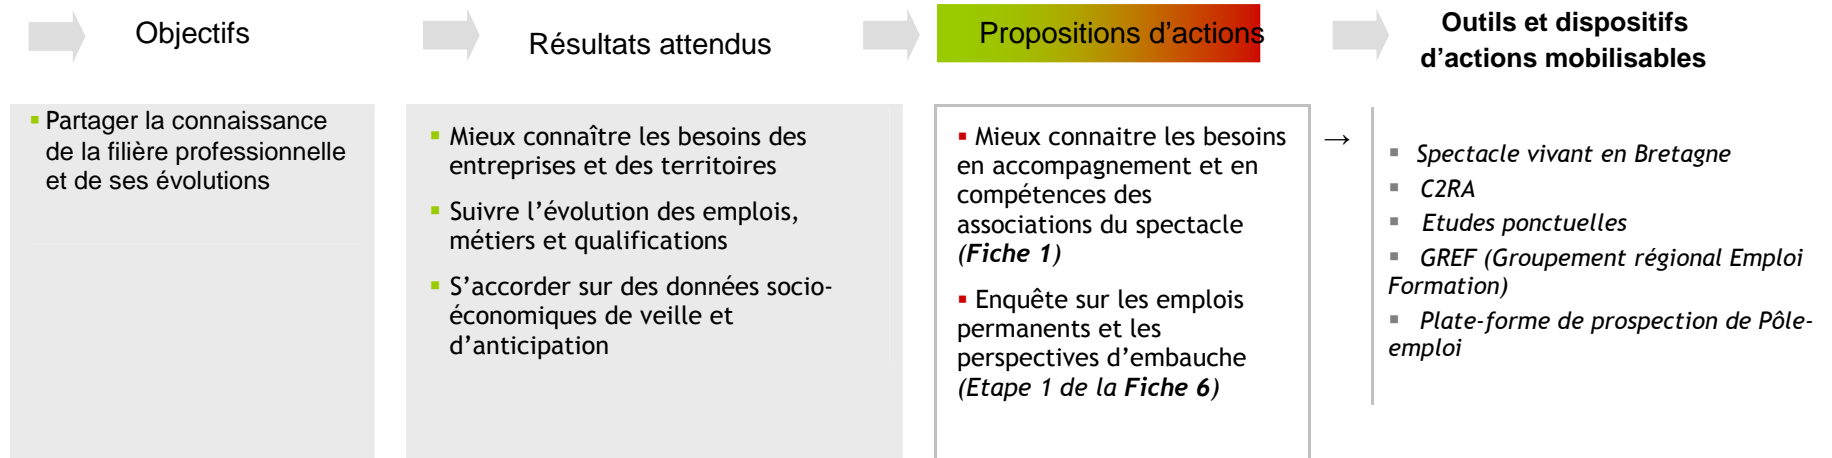 Objectifs
Résultats attendus
Propositions d’actions
Outils et dispositifs
d’actions mobilisables
▪ Partager la connaissance
de la filière professionnelle
et de ses évolutions
▪ Mieux connaître les besoins des
entreprises et des territoires
▪ Suivre l’évolution des emplois,
métiers et qualifications
▪ S’accorder sur des données socio-
économiques de veille et
d’anticipation
▪ Mieux connaitre les besoins
en accompagnement et en
compétences des
associations du spectacle
(Fiche 1)
▪ Enquête sur les emplois
permanents et les
perspectives d’embauche
(Etape 1 de la Fiche 6)
→
▪ Spectacle vivant en Bretagne
▪ C2RA
▪ Etudes ponctuelles
▪ GREF (Groupement régional Emploi
Formation)
▪ Plate-forme de prospection de Pôle-
emploi